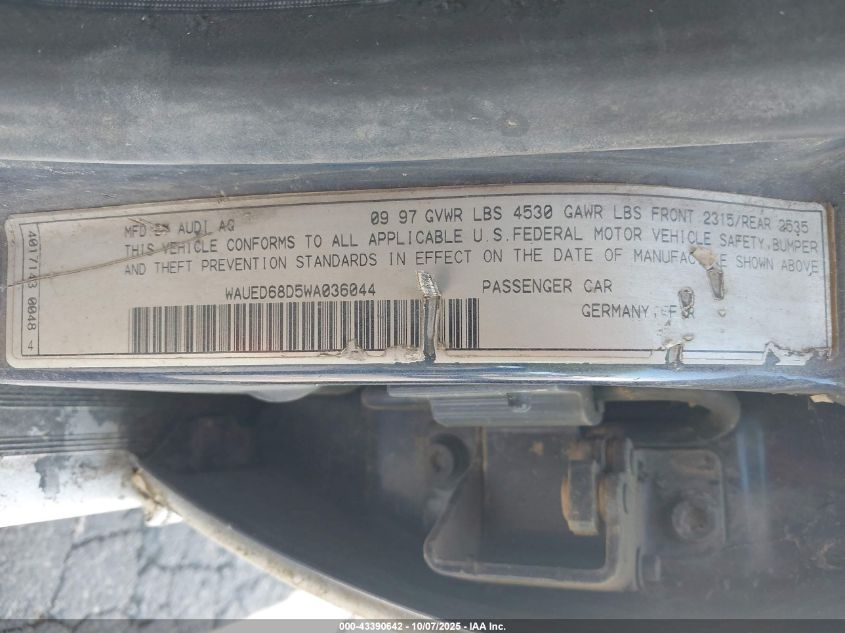 MFD BY AUDI AG 09 97 GVWR LBS 4530 GAWR LBS FRONT 2315/REAR 2535
THIS VEHICLE CONFORMS TO ALL APPLICABLE U.S.FEDERAL MOTOR VEHICLE SAFETY,BUMPER
AND THEFT PREVENTION STANDARDS IN EFFECT ON THE DATE OF MANUFACTURE SHOWN ABOVE
WAUED68D5WA036044 PASSENGER CAR
GERMANY,
4017143 0048 4
000-43390642 - 10/07/2025 - © IAA Inc.